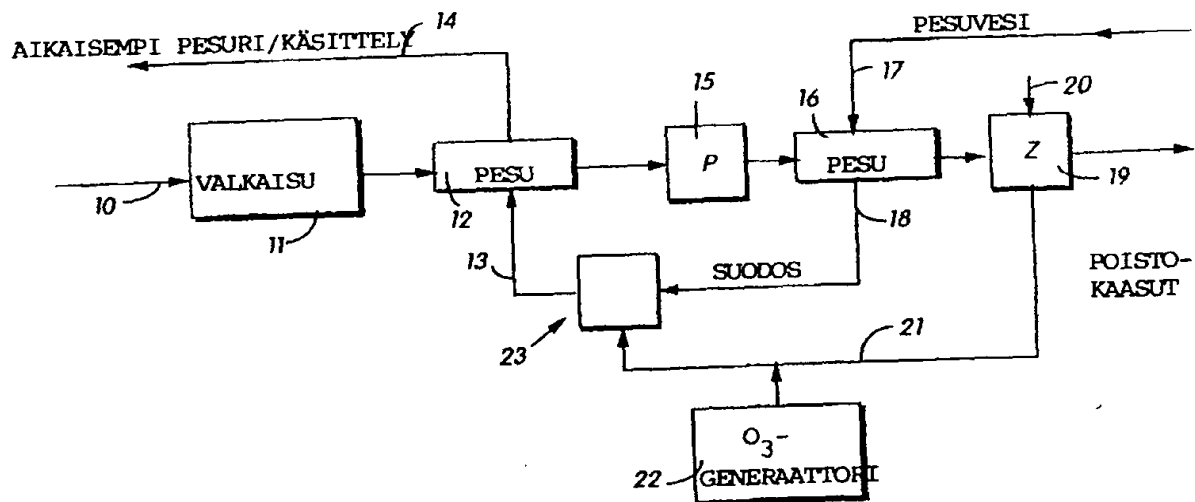 14
AIKAISEMPI PESURI/KÄSITTELY
PESUVESI
17
20
15
16
VALKAISU
PESU
P
PESU
Z
10
11
12
18
19
13
SUODOS
POISTO-
KAASUT
23
21
O₃-
22 GENERAATTORI